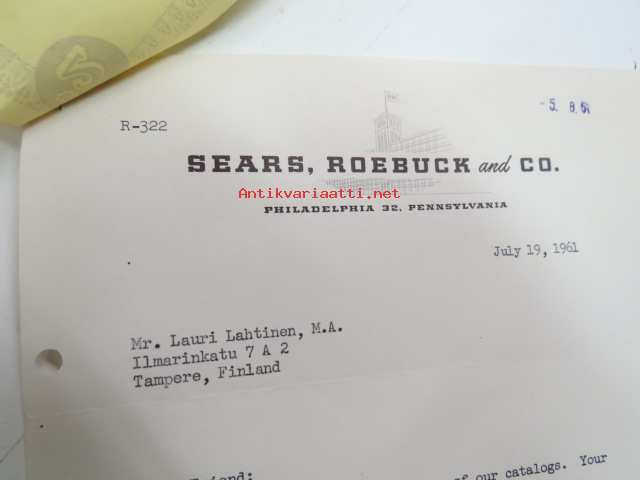 - 5. 8. 61
R-322
SEARS, ROEBUCK and CO.
Antikvariaatti.net
PHILADELPHIA 32, PENNSYLVANIA
July 19, 1961
Mr. Lauri Lahtinen, M.A.
Ilmarinkatu 7 A 2
Tampere, Finland
of our catalogs. Your